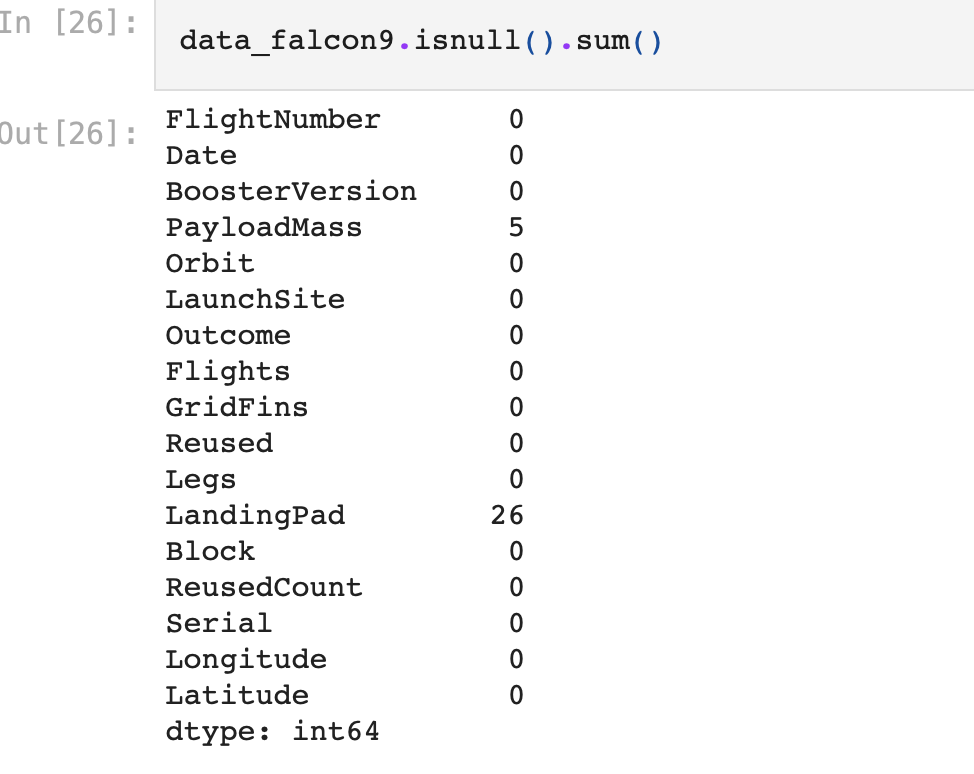 In [26]:
data_falcon9.isnull().sum()
Out[26]:
FlightNumber 0
Date 0
BoosterVersion 0
PayloadMass 5
Orbit 0
LaunchSite 0
Outcome 0
Flights 0
GridFins 0
Reused 0
Legs 0
LandingPad 26
Block 0
ReusedCount 0
Serial 0
Longitude 0
Latitude 0
dtype: int64